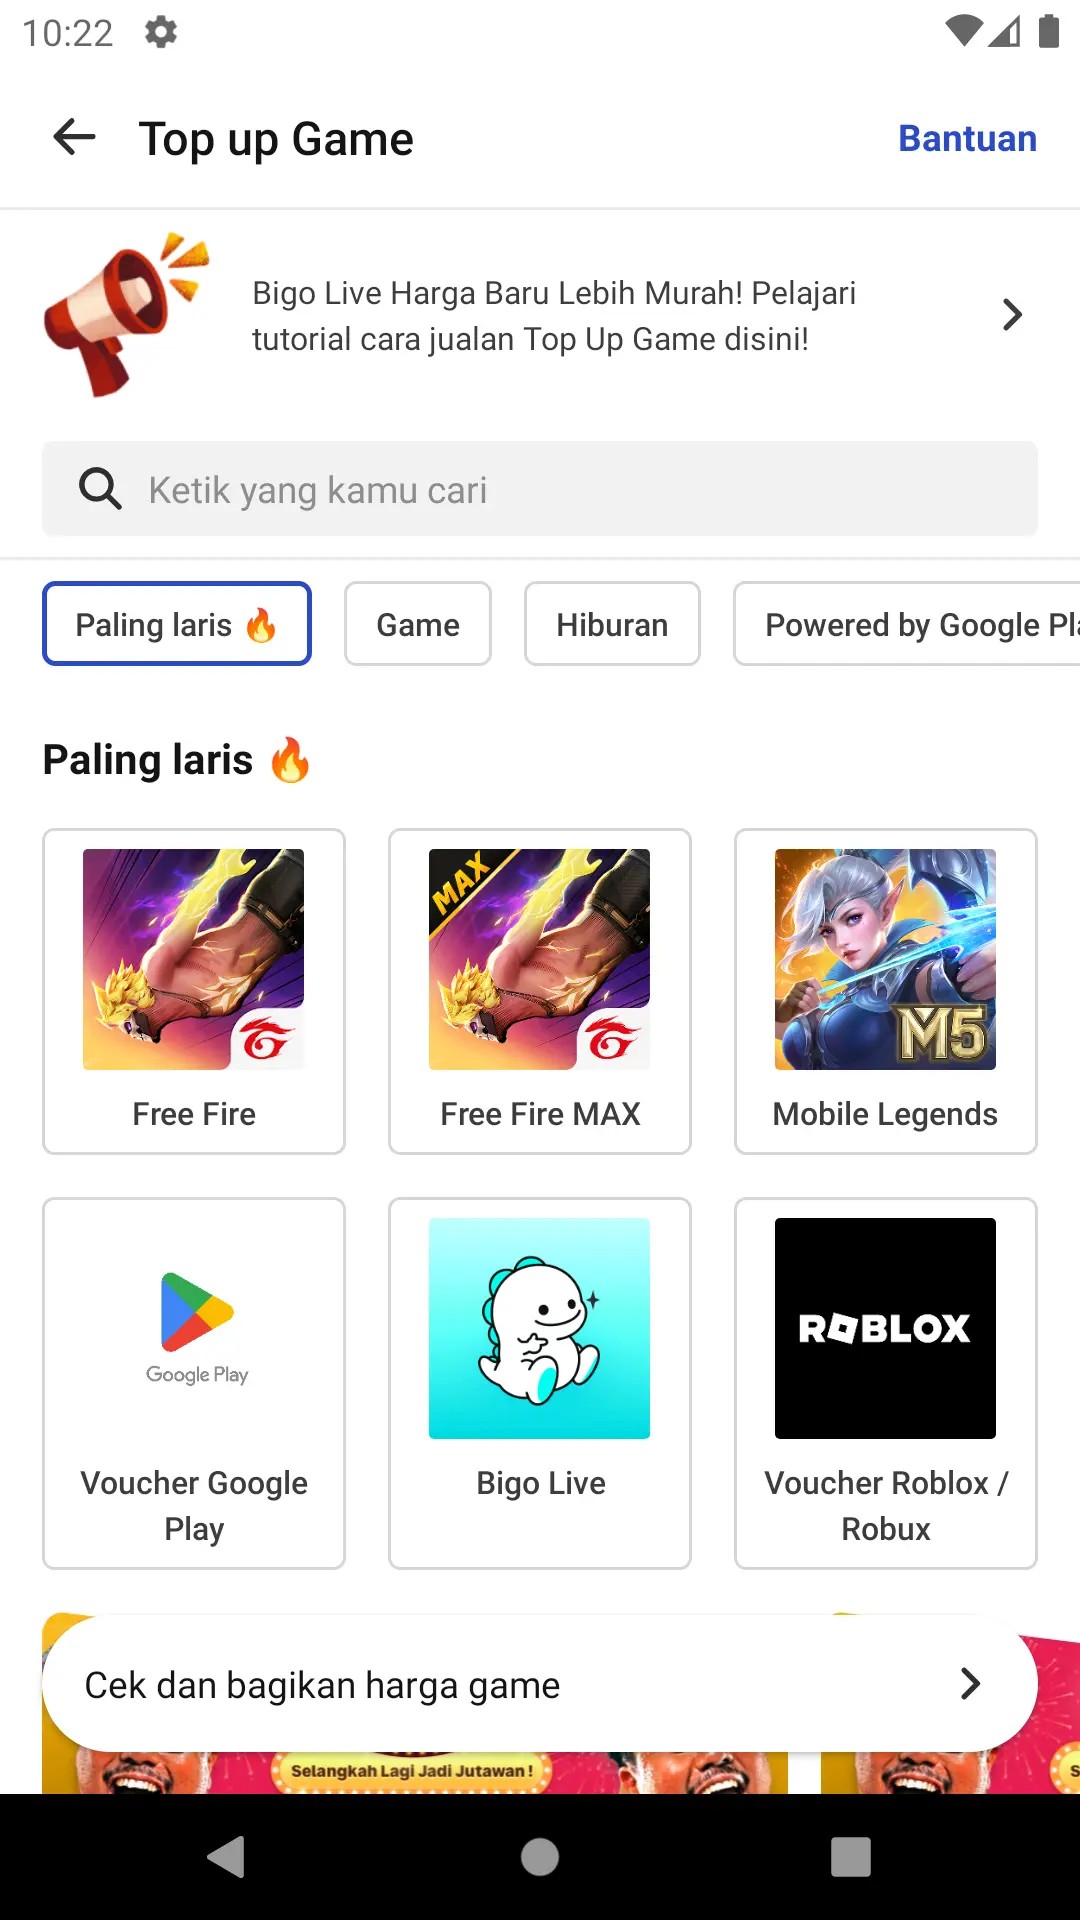 10:22
Top up Game
Bantuan
Bigo Live Harga Baru Lebih Murah! Pelajari
tutorial cara jualan Top Up Game disini!
Ketik yang kamu cari
Paling laris 🔥
Game
Hiburan
Powered by Google Pla
Paling laris 🔥
MAX
M5
Free Fire
Free Fire MAX
Mobile Legends
Google Play
ROBLOX
Voucher Google
Play
Bigo Live
Voucher Roblox /
Robux
Cek dan bagikan harga game
Selangkah Lagi Jadi Jutawan!
S